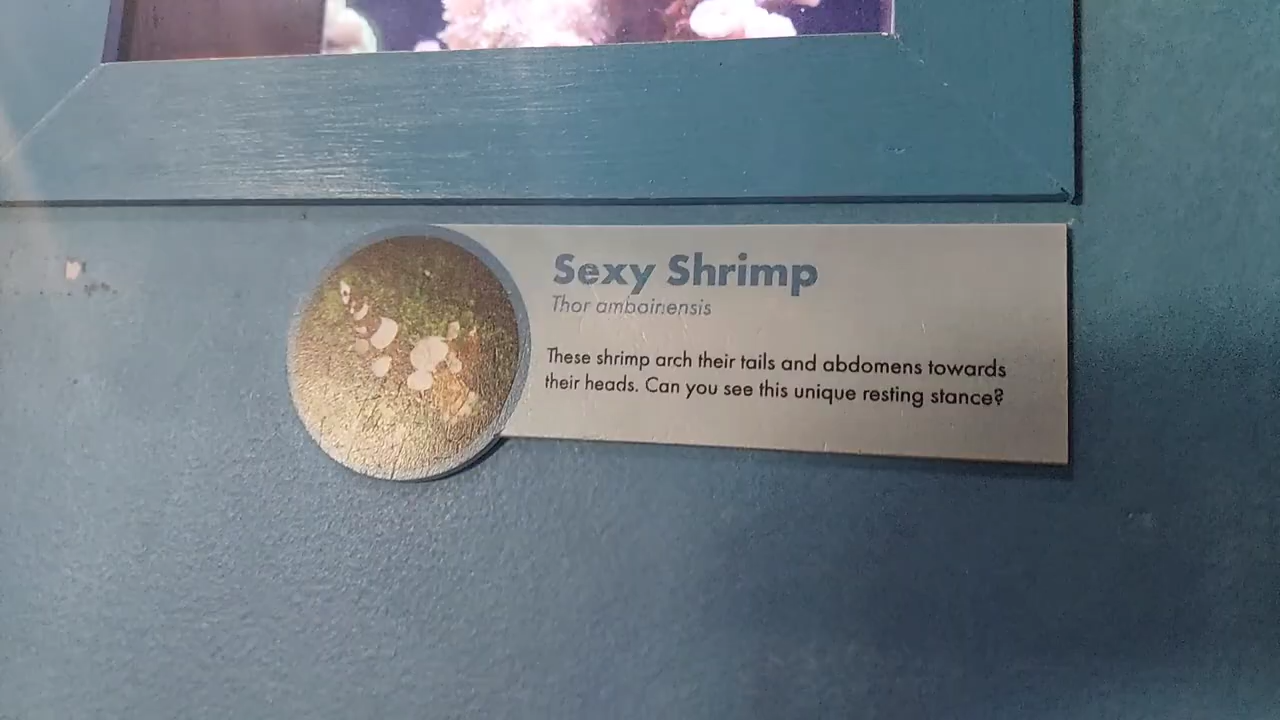 Sexy Shrimp
Thor ambainensis
These shrimp arch their tails and abdomens towards
their heads. Can you see this unique resting stance?